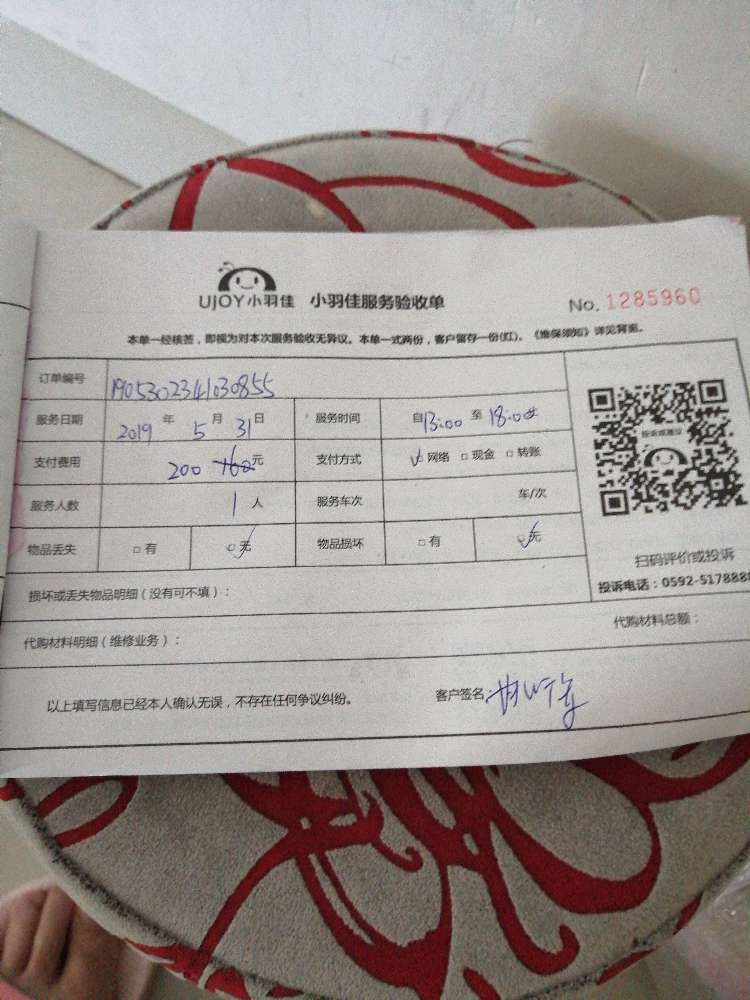 UJOY小羽佳 小羽佳服务验收单 No. 1285960
本单一经核签，即视为对本次服务验收无异议。本单一式两份，客户留存一份(红)。《维保须知》详见背面。
订单编号 1905302341030855
服务日期 2019 年 5 月 31 日 服务时间 自 13:00 至 18:00
支付费用 200 160 元 支付方式 ☑ 网络 □ 现金 □ 转账
服务人数 1 人 服务车次 车/次
物品丢失 □ 有 ☑ 无 物品损坏 □ 有 ☑ 无
投诉或建议
扫码评价或投诉
投诉电话：0592-5178888
损坏或丢失物品明细（没有可不填）：
代购材料明细（维修业务）： 代购材料总额：
以上填写信息已经本人确认无误，不存在任何争议纠纷。 客户签名：